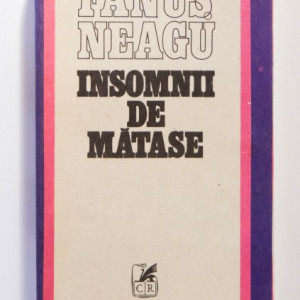 FĂNUȘ
NEAGU
INSOMNII
DE
MĂTASE
CR